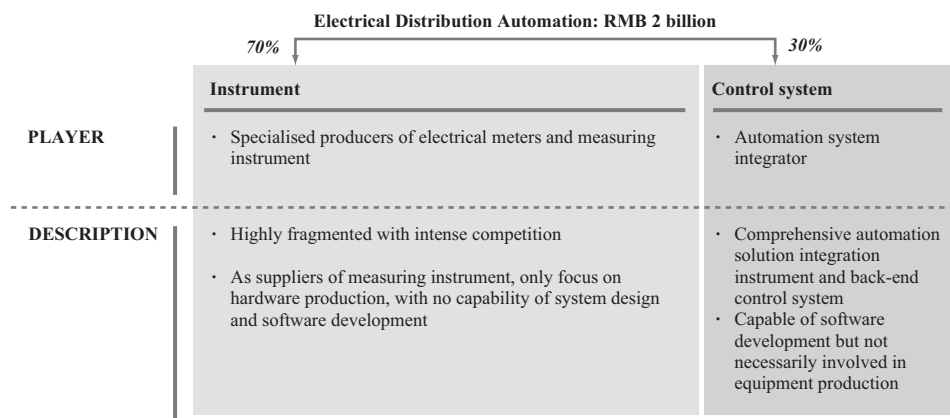 Electrical Distribution Automation: RMB 2 billion
70%
30%
Instrument
Control system
PLAYER
· Specialised producers of electrical meters and measuring
instrument
· Automation system
integrator
DESCRIPTION
· Highly fragmented with intense competition
· As suppliers of measuring instrument, only focus on
hardware production, with no capability of system design
and software development
· Comprehensive automation
solution integration
instrument and back-end
control system
· Capable of software
development but not
necessarily involved in
equipment production